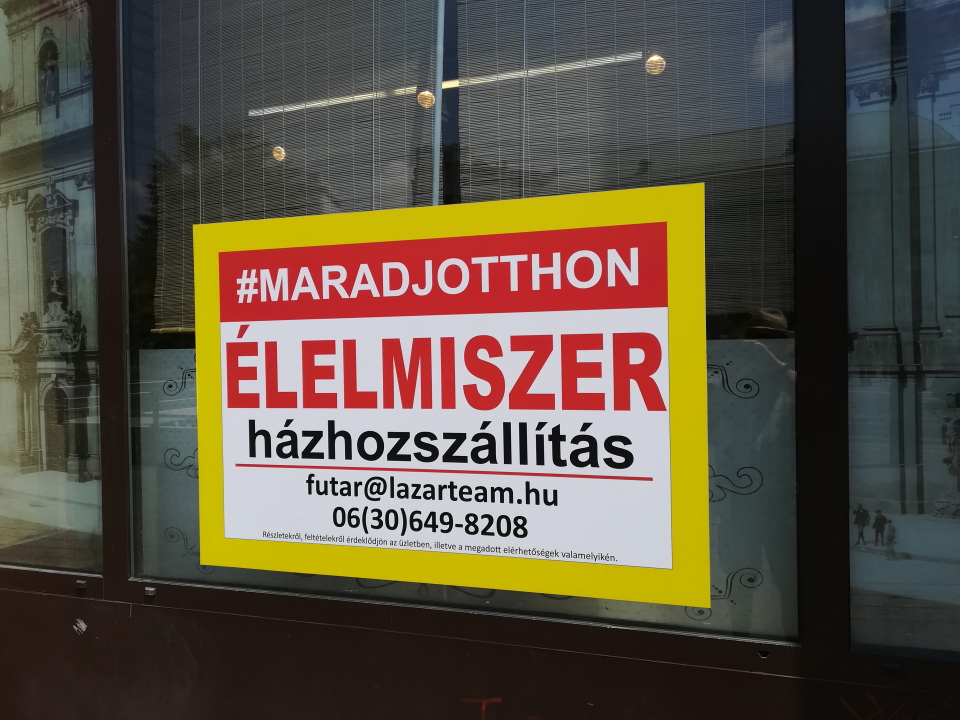 #MARADJOTTHON
ÉLELMISZER
házhozszállítás
futar@lazarteam.hu
06(30)649-8208
Részletekről, feltételekről érdeklődjön az üzletben, illetve a megadott elérhetőségek valamelyikén.